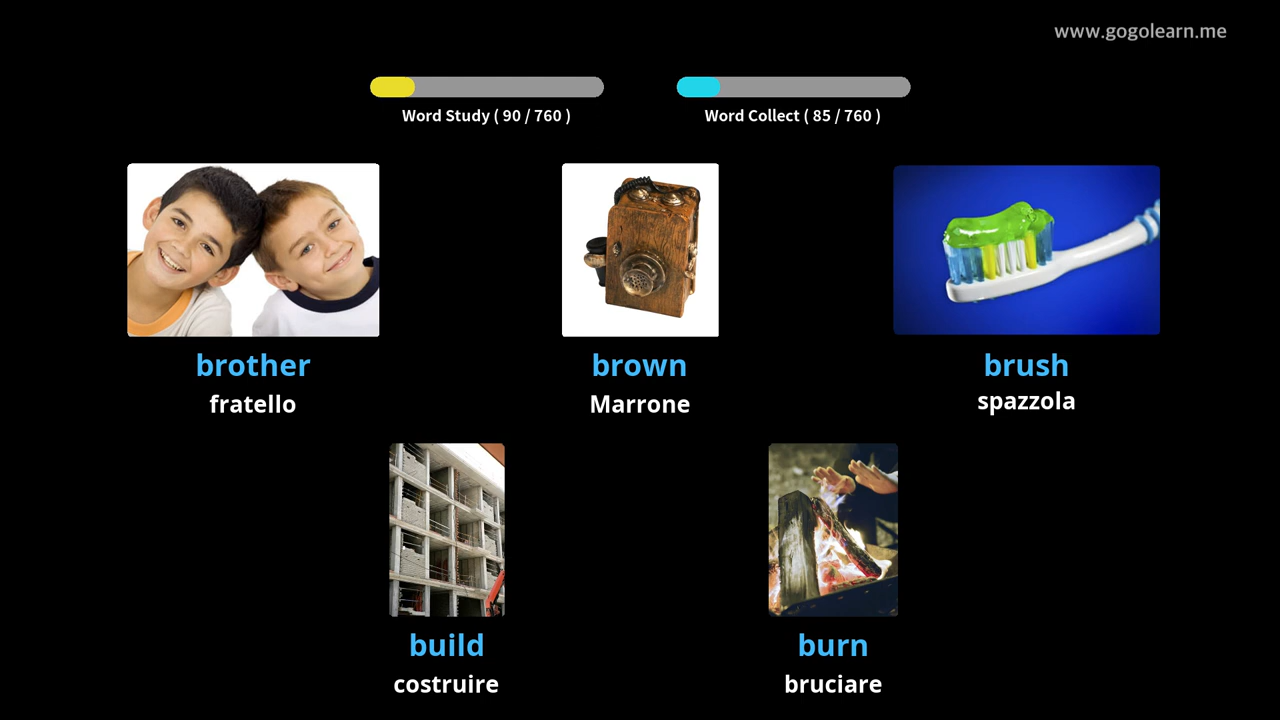 www.gogolearn.me
Word Study ( 90 / 760 )
Word Collect ( 85 / 760 )
brother
fratello
brown
Marrone
brush
spazzola
build
costruire
burn
bruciare